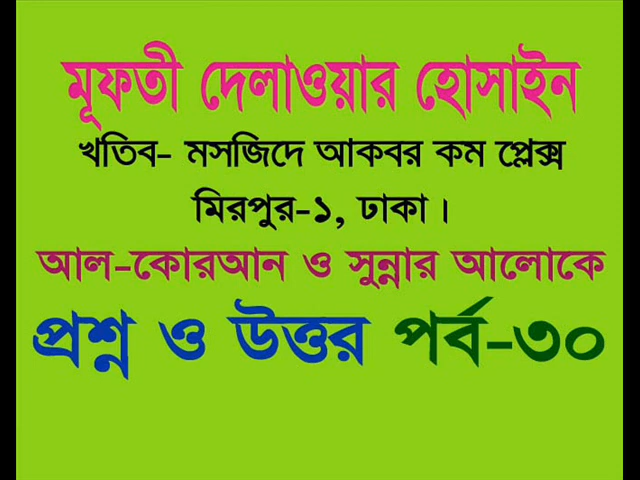 মূফতী দেলাওয়ার হোসাইন
খতিব- মসজিদে আকবর কম প্লেক্স
মিরপুর-১, ঢাকা।
আল-কোরআন ও সুন্নার আলোকে
প্রশ্ন ও উত্তর পর্ব-৩০